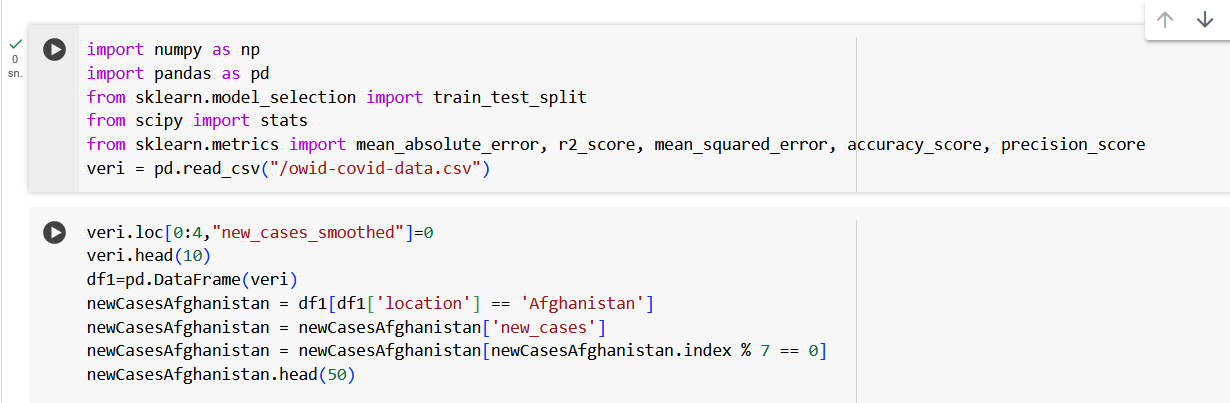 import numpy as np
import pandas as pd
from sklearn.model_selection import train_test_split
from scipy import stats
from sklearn.metrics import mean_absolute_error, r2_score, mean_squared_error, accuracy_score, precision_score
veri = pd.read_csv("/owid-covid-data.csv")
0
sn.
veri.loc[0:4,"new_cases_smoothed"]=0
veri.head(10)
df1=pd.DataFrame(veri)
newCasesAfghanistan = df1[df1['location'] == 'Afghanistan']
newCasesAfghanistan = newCasesAfghanistan['new_cases']
newCasesAfghanistan = newCasesAfghanistan[newCasesAfghanistan.index % 7 == 0]
newCasesAfghanistan.head(50)